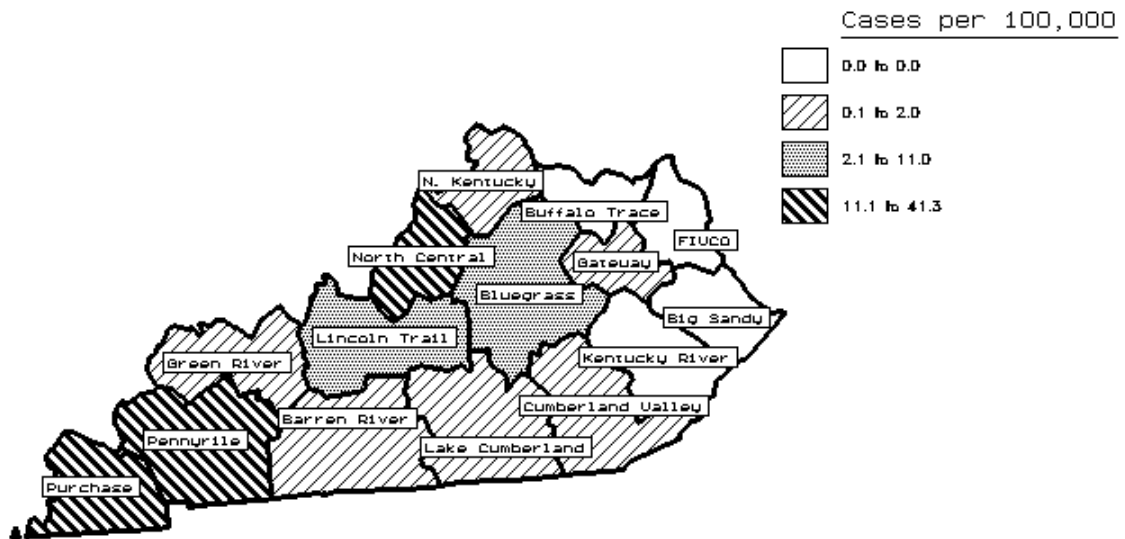 Cases per 100,000
0.0 to 0.0
0.1 to 2.0
2.1 to 11.0
11.1 to 41.3
N. Kentucky
Buffalo Trace
FIVCO
North Central
Gateway
Bluegrass
Big Sandy
Lincoln Trail
Kentucky River
Green River
Cumberland Valley
Barren River
Pennyrile
Lake Cumberland
Purchase